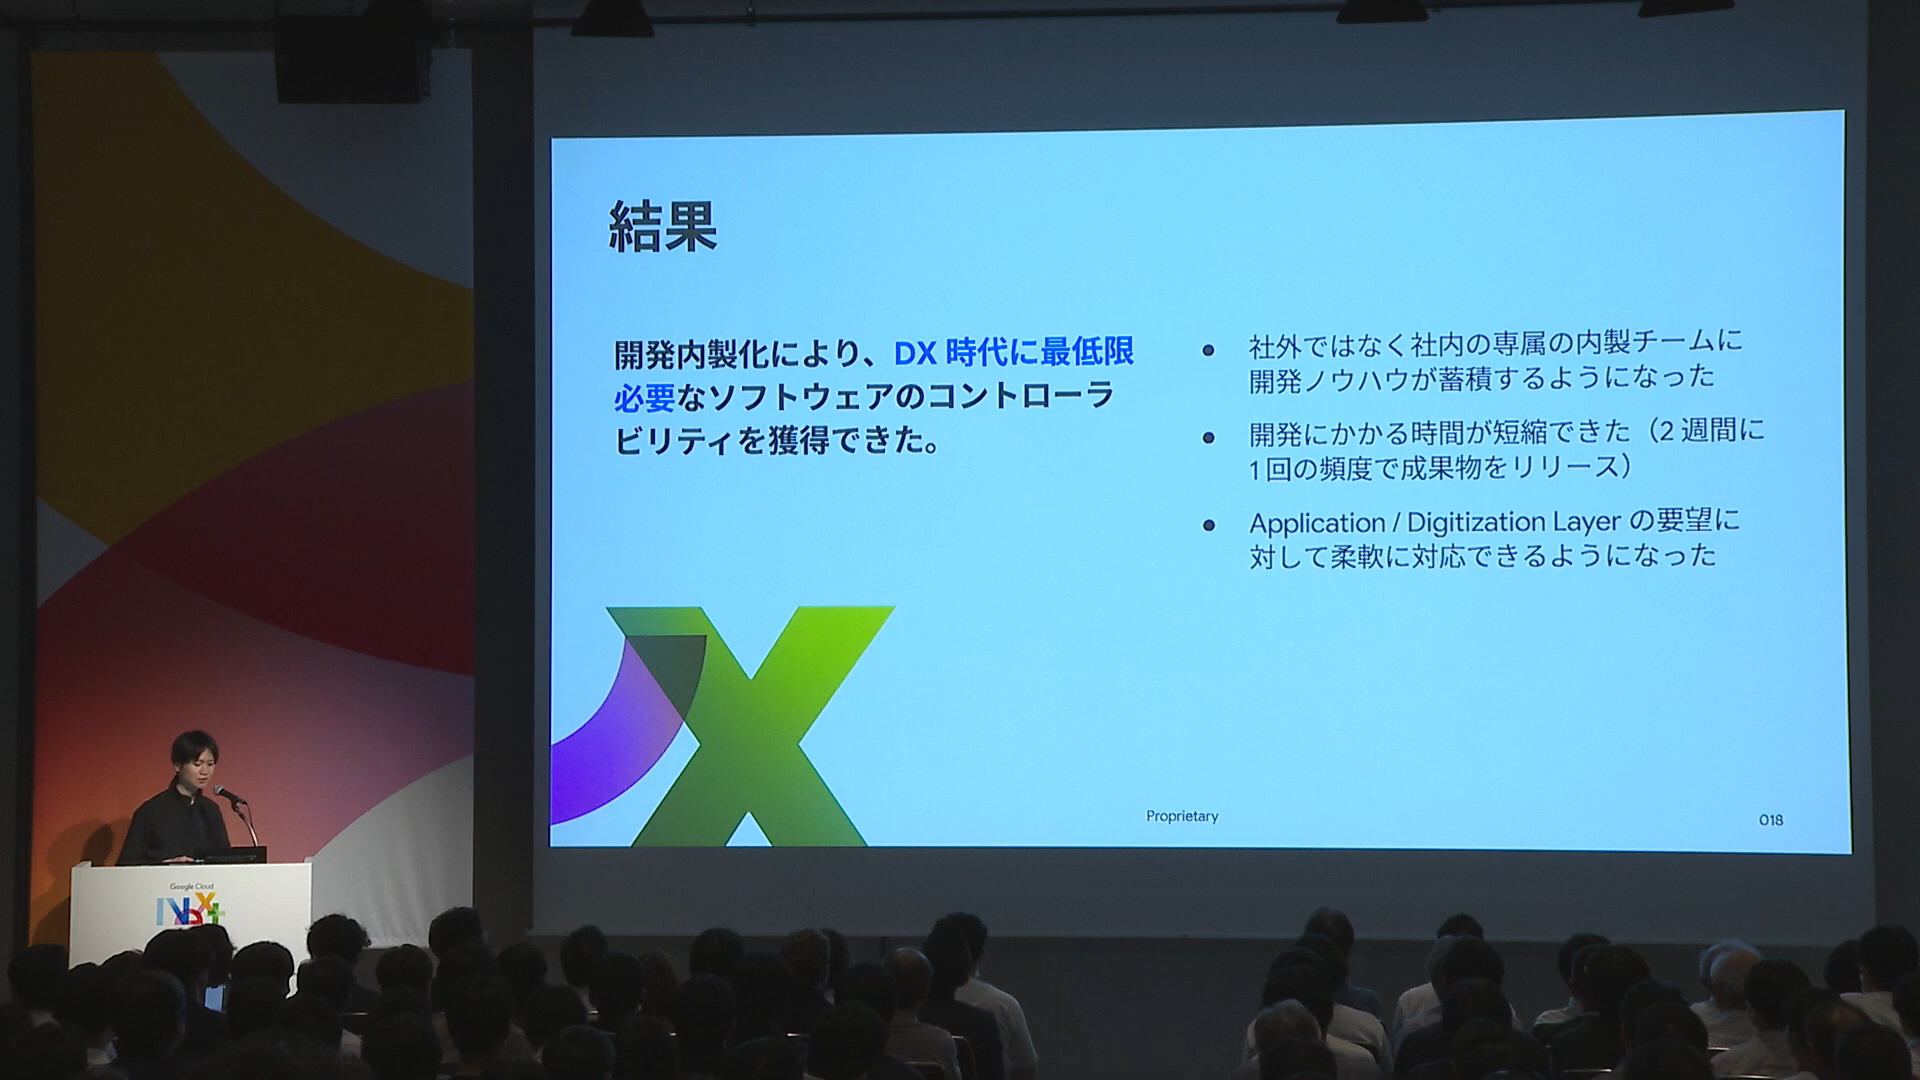 結果
開発内製化により、DX 時代に最低限
必要なソフトウェアのコントローラ
ビリティを獲得できた。
● 社外ではなく社内の専属の内製チームに
開発ノウハウが蓄積するようになった
● 開発にかかる時間が短縮できた（2 週間に
1 回の頻度で成果物をリリース）
● Application / Digitization Layer の要望に
対して柔軟に対応できるようになった
Proprietary
018
Google Cloud
Next